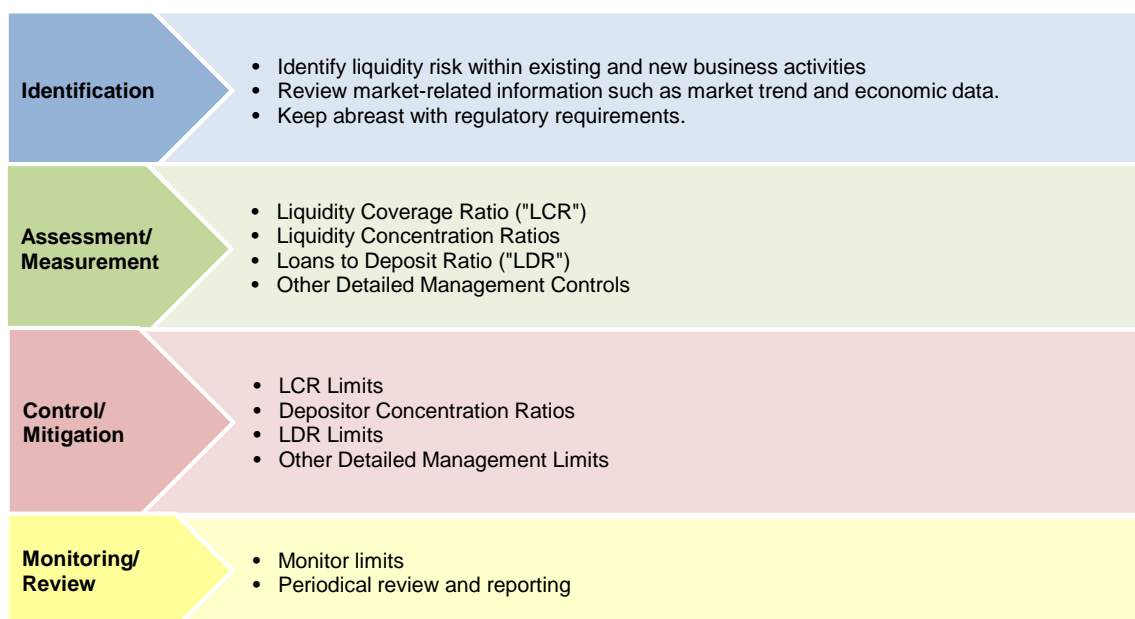 Identification
• Identify liquidity risk within existing and new business activities
• Review market-related information such as market trend and economic data.
• Keep abreast with regulatory requirements.
Assessment/
Measurement
• Liquidity Coverage Ratio ("LCR")
• Liquidity Concentration Ratios
• Loans to Deposit Ratio ("LDR")
• Other Detailed Management Controls
Control/
Mitigation
• LCR Limits
• Depositor Concentration Ratios
• LDR Limits
• Other Detailed Management Limits
Monitoring/
Review
• Monitor limits
• Periodical review and reporting